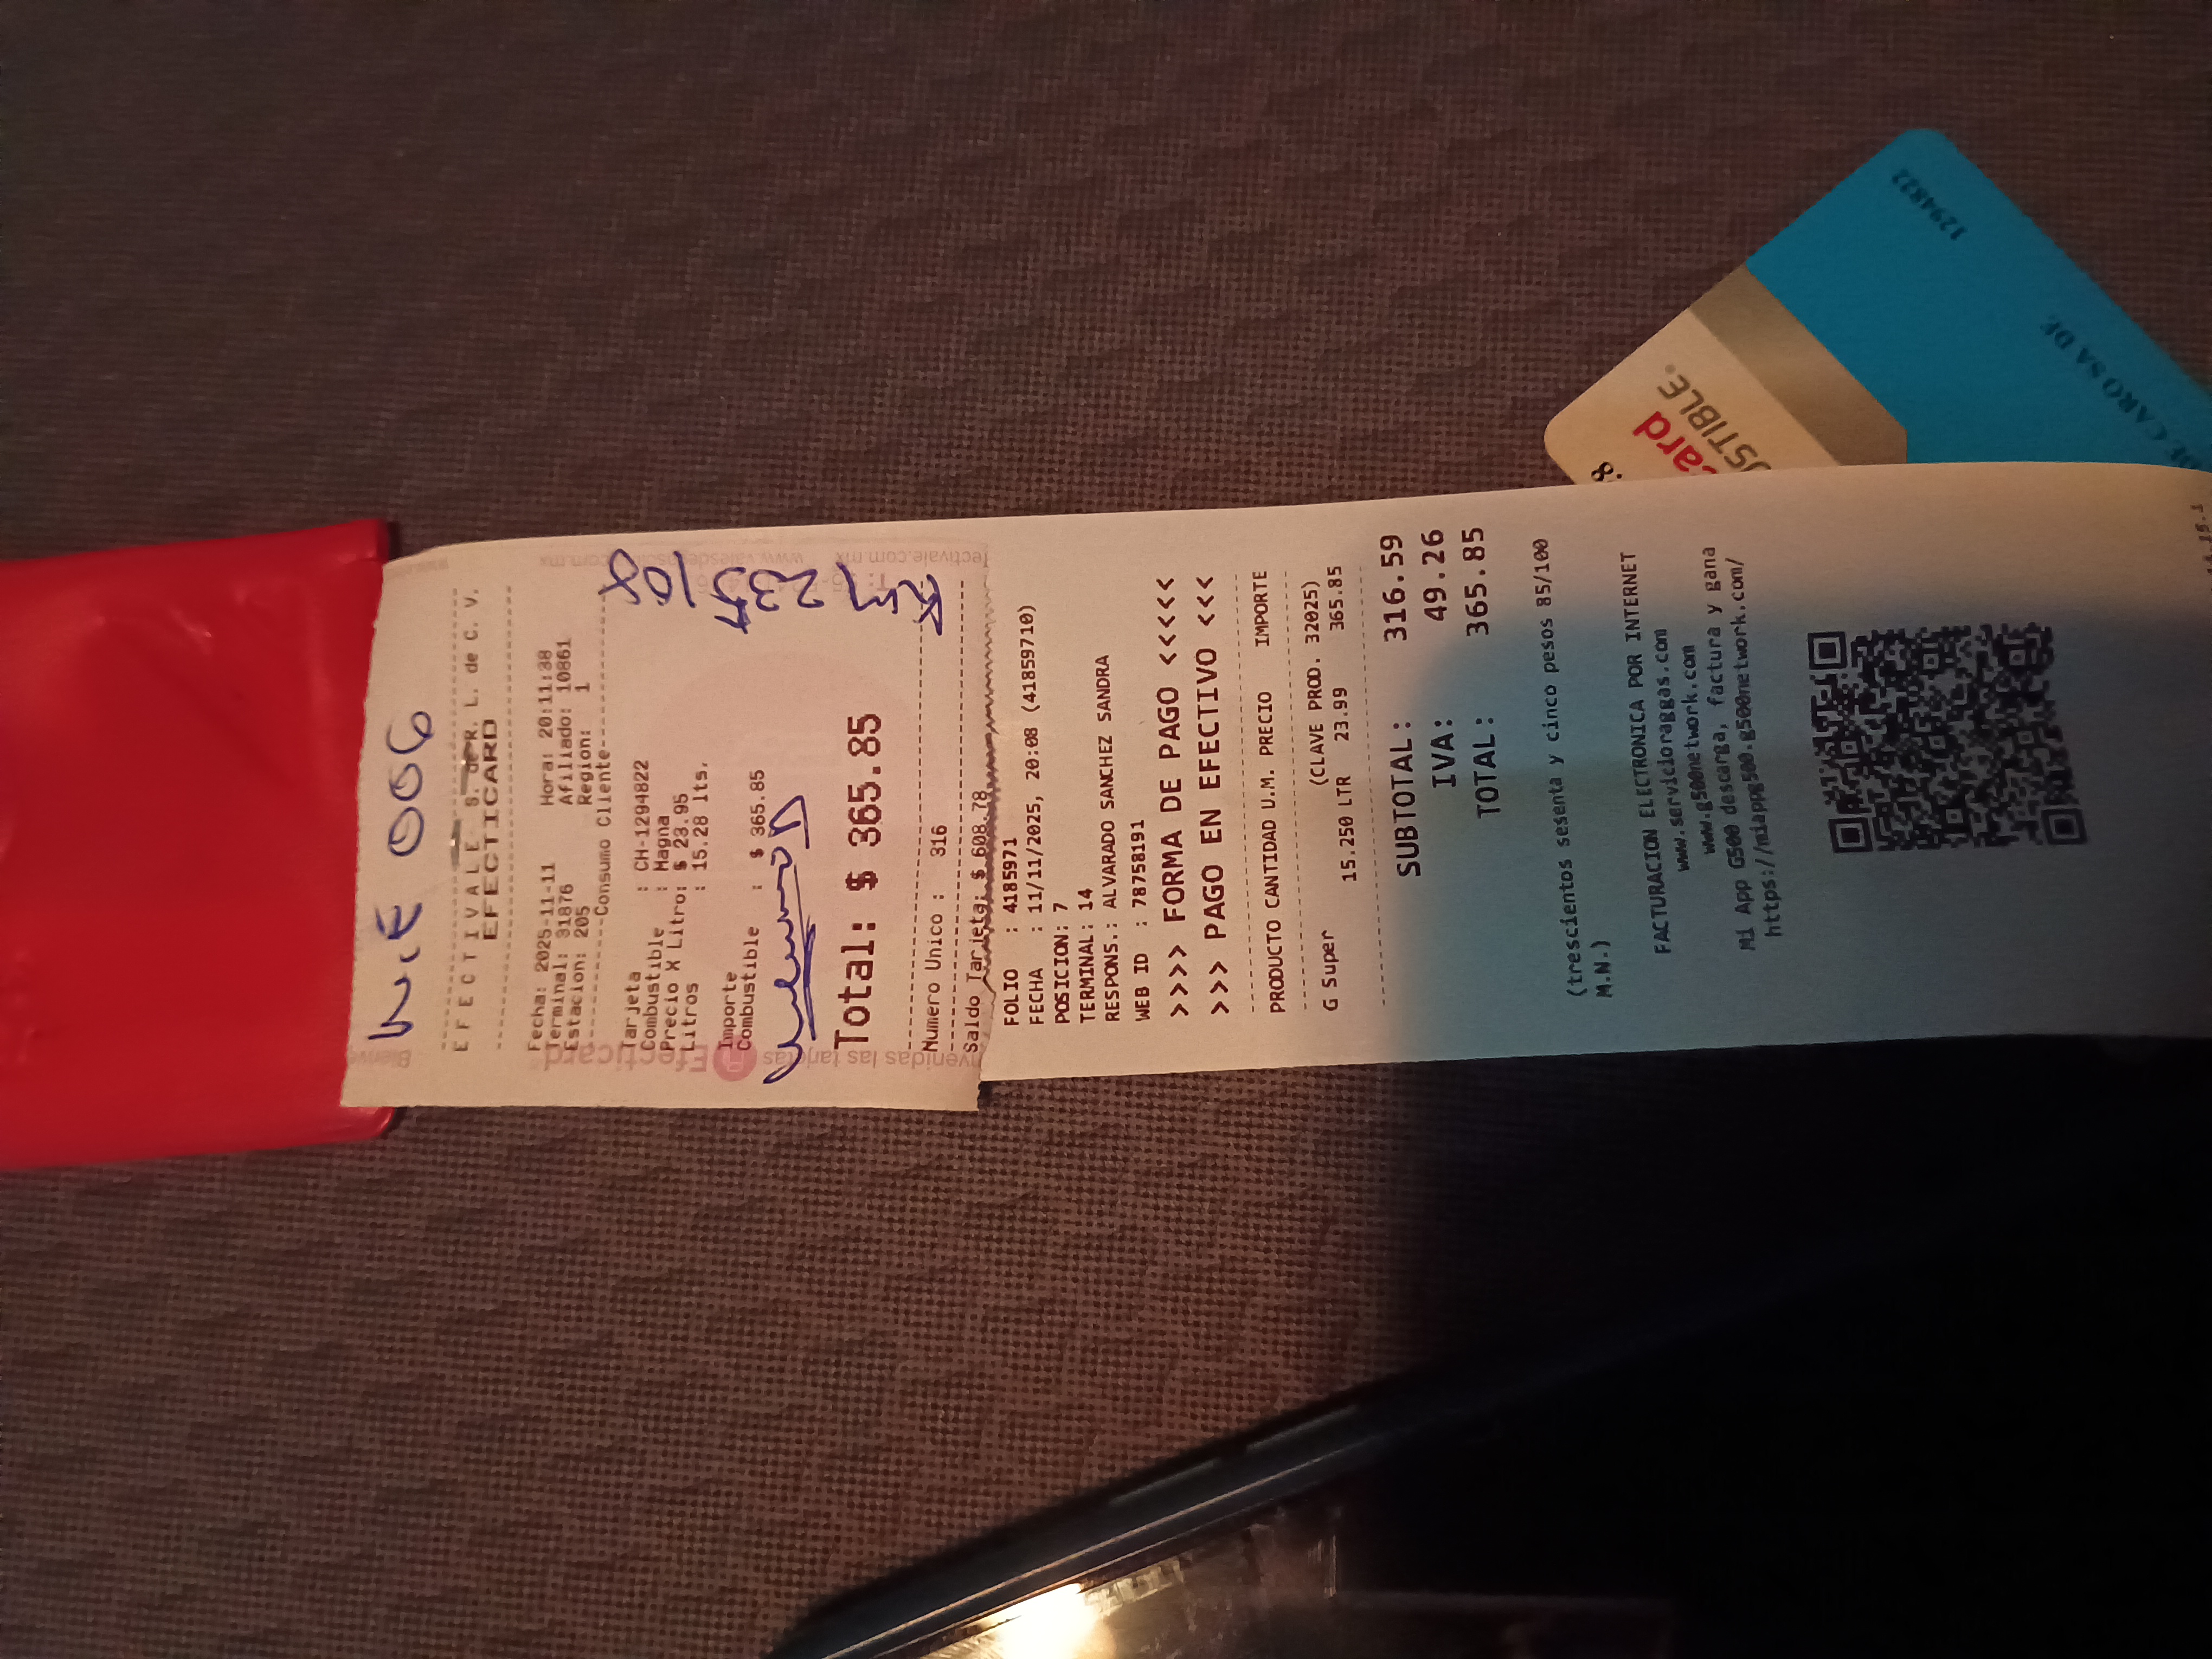 006
EFECTIVALE S. de R. L. de C. V.
EFECTICARD
Fecha: 2025-11-11 Hora: 20:11:38
Terminal: 31876 Afiliado: 10861
Estacion: 205 Region: 1
Consumo Cliente
Tarjeta : CH-1294822
Combustible : Magna
Precio X Litro: $ 23.95
Litros : 15.28 lts.
Importe
Combustible : $ 365.85
Total: $ 365.85
Numero Unico : 316
Saldo Tarjeta: $ 608.78
Km 235108
FOLIO : 4185971
FECHA : 11/11/2025, 20:08 (41859710)
POSICION: 7
TERMINAL: 14
RESPONS.: ALVARADO SANCHEZ SANDRA
WEB ID : 78758191
>>>> FORMA DE PAGO <<<<<
>>> PAGO EN EFECTIVO <<<
PRODUCTO CANTIDAD U.M. PRECIO IMPORTE
G Super (CLAVE PROD. 32025)
15.250 LTR 23.99 365.85
SUBTOTAL: 316.59
IVA: 49.26
TOTAL: 365.85
(trescientos sesenta y cinco pesos 85/100
M.N.)
FACTURACION ELECTRONICA POR INTERNET
www.servicioraggas.com
www.g500network.com
Mi App G500 descarga, factura y gana
https://miappg500.g500network.com/
1294822
CARO SA DE
card
STIBLE.